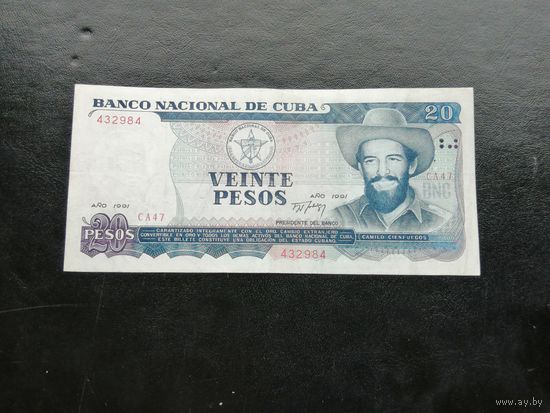 BANCO NACIONAL DE CUBA 20
432984
VEINTE
PESOS
AÑO 1991 AÑO 1991
CA47 CA47
BNC
PRESIDENTE DEL BANCO
20
PESOS
GARANTIZADO INTEGRAMENTE CON EL ORO, CAMBIO EXTRANJERO
CONVERTIBLE EN ORO Y TODOS LOS DEMAS ACTIVOS DEL BANCO NACIONAL DE CUBA.
ESTE BILLETE CONSTITUYE UNA OBLIGACION DEL ESTADO CUBANO.
CAMILO CIENFUEGOS
432984
www.ay.by